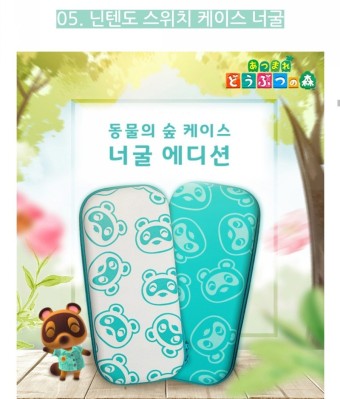 05. 닌텐도 스위치 케이스 너굴
あつまれ
どうぶつの森
동물의 숲 케이스
너굴 에디션